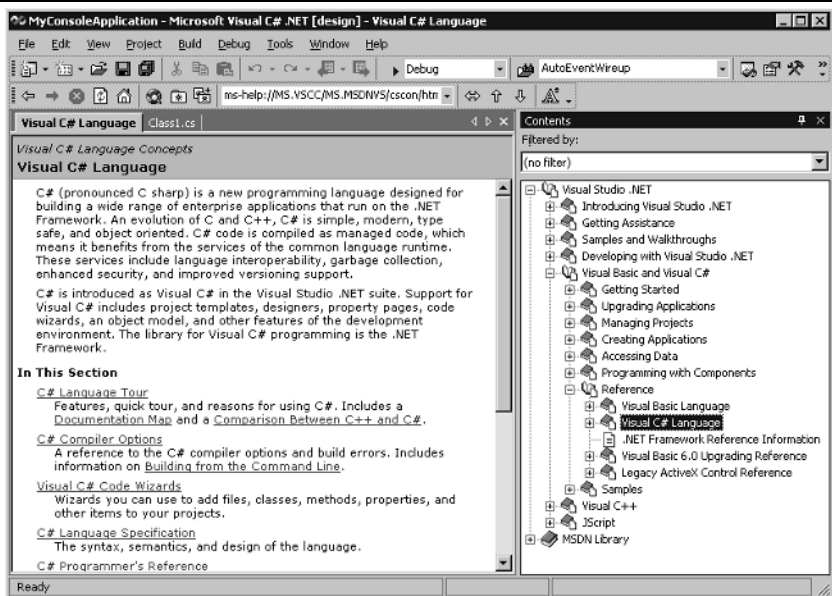 MyConsoleApplication - Microsoft Visual C# .NET [design] - Visual C# Language
File Edit View Project Build Debug Tools Window Help
Debug
AutoEventWireup
ms-help://MS.VSCC/MS.MSDNVS/cscon/htm
Visual C# Language Class1.cs
Visual C# Language Concepts
Visual C# Language
C# (pronounced C sharp) is a new programming language designed for
building a wide range of enterprise applications that run on the .NET
Framework. An evolution of C and C++, C# is simple, modern, type
safe, and object oriented. C# code is compiled as managed code, which
means it benefits from the services of the common language runtime.
These services include language interoperability, garbage collection,
enhanced security, and improved versioning support.
C# is introduced as Visual C# in the Visual Studio .NET suite. Support for
Visual C# includes project templates, designers, property pages, code
wizards, an object model, and other features of the development
environment. The library for Visual C# programming is the .NET
Framework.
In This Section
C# Language Tour
Features, quick tour, and reasons for using C#. Includes a
Documentation Map and a Comparison Between C++ and C#.
C# Compiler Options
A reference to the C# compiler options and build errors. Includes
information on Building from the Command Line.
Visual C# Code Wizards
Wizards you can use to add files, classes, methods, properties, and
other items to your projects.
C# Language Specification
The syntax, semantics, and design of the language.
C# Programmer's Reference
Contents
Filtered by:
(no filter)
Visual Studio .NET
Introducing Visual Studio .NET
Getting Assistance
Samples and Walkthroughs
Developing with Visual Studio .NET
Visual Basic and Visual C#
Getting Started
Upgrading Applications
Managing Projects
Creating Applications
Accessing Data
Programming with Components
Reference
Visual Basic Language
Visual C# Language
.NET Framework Reference Information
Visual Basic 6.0 Upgrading Reference
Legacy ActiveX Control Reference
Samples
Visual C++
JScript
MSDN Library
Ready